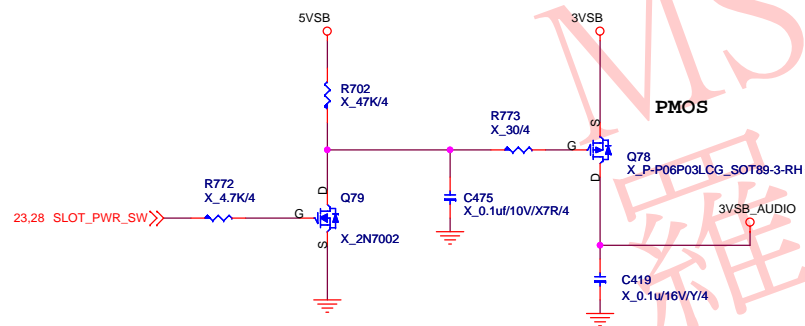 5VSB
3VSB
R702
X_47K/4
PMOS
R773
X_30/4
S
G
Q78
X_P-P06P03LCG_SOT89-3-RH
D
R772
X_4.7K/4
D
Q79
C475
X_0.1uf/10V/X7R/4
3VSB_AUDIO
23,28 SLOT_PWR_SW
G
S
X_2N7002
C419
X_0.1u/16V/Y/4
MS
羅